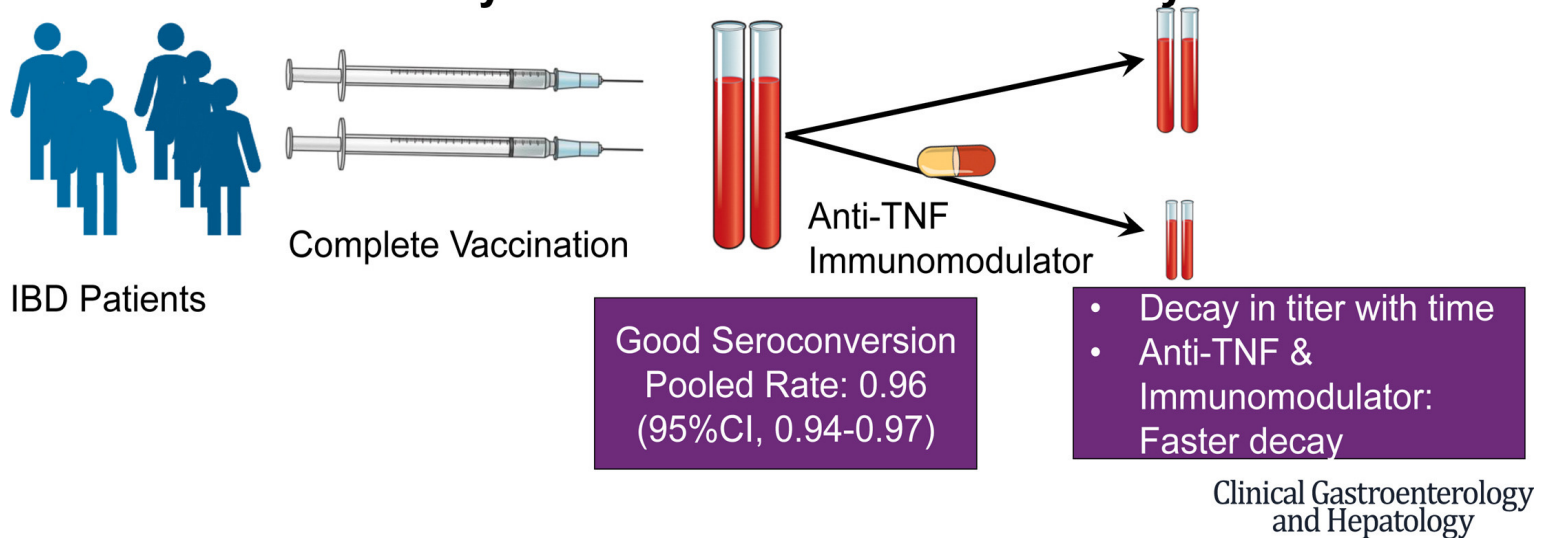 IBD Patients
Complete Vaccination
Anti-TNF
Immunomodulator
Good Seroconversion
Pooled Rate: 0.96
(95%CI, 0.94-0.97)
• Decay in titer with time
• Anti-TNF &
Immunomodulator:
Faster decay
Clinical Gastroenterology
and Hepatology